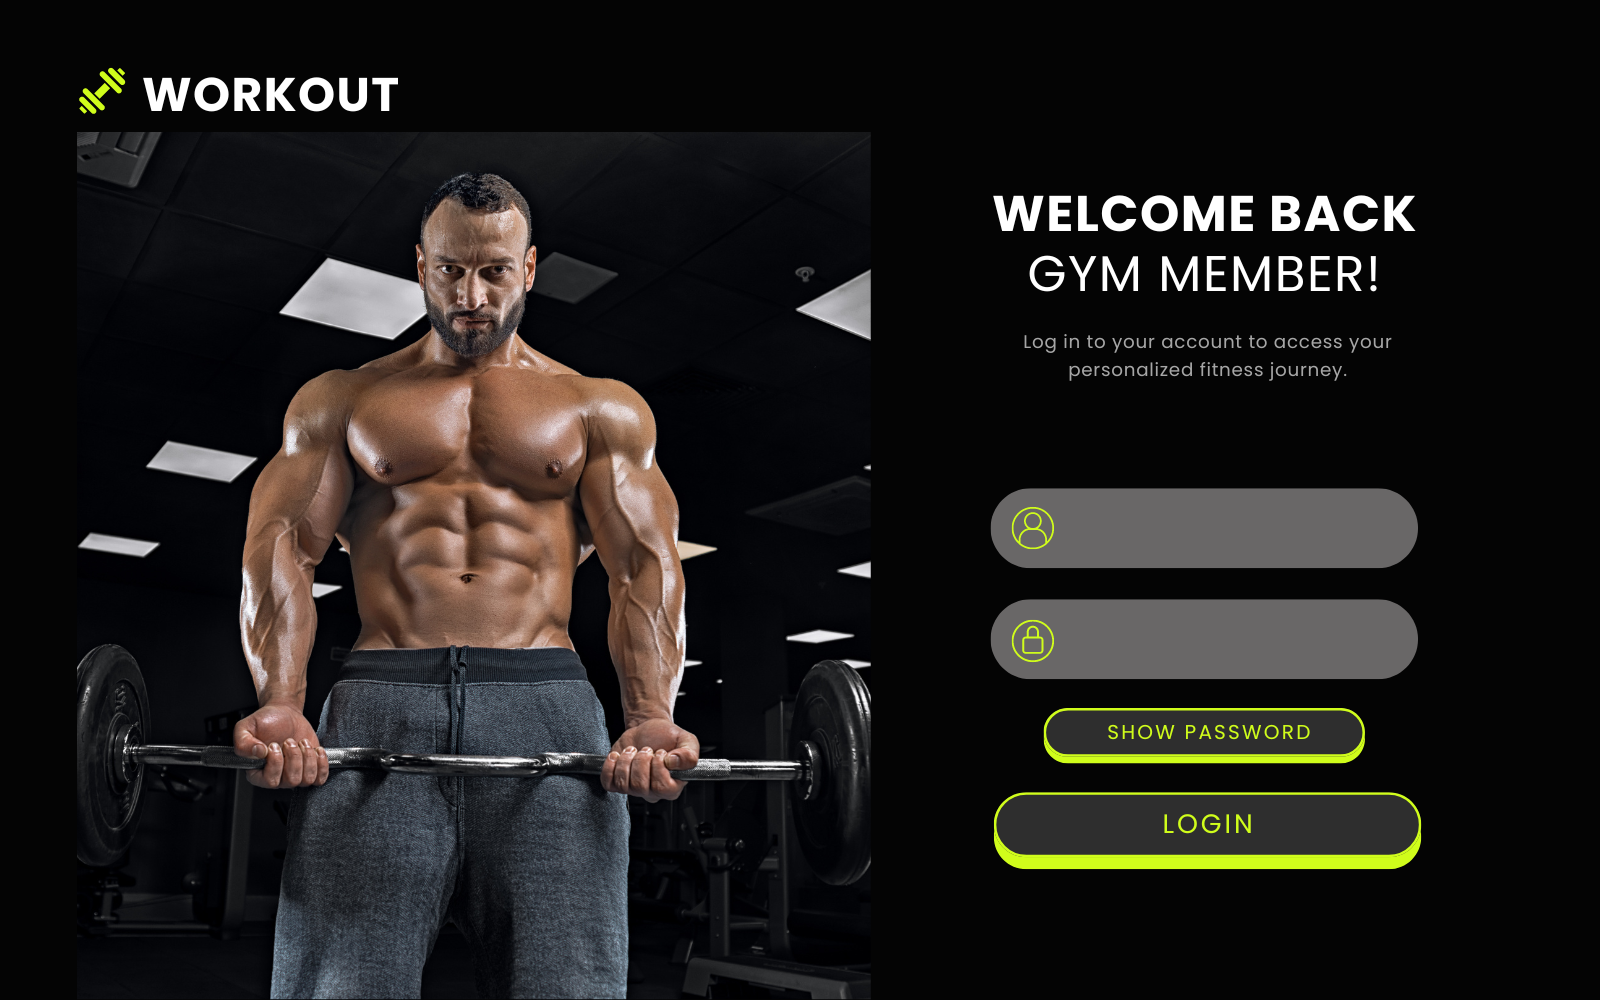 WORKOUT
WELCOME BACK
GYM MEMBER!
Log in to your account to access your
personalized fitness journey.
SHOW PASSWORD
LOGIN